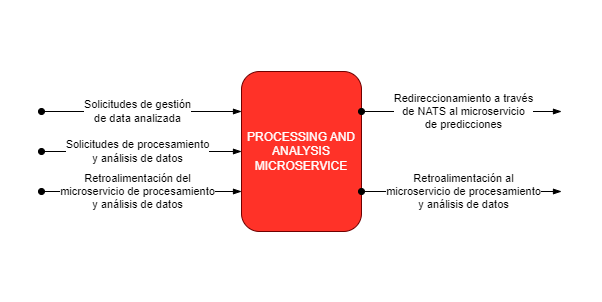 Solicitudes de gestión
de data analizada
Solicitudes de procesamiento
y análisis de datos
Retroalimentación del
microservicio de procesamiento
y análisis de datos
PROCESSING AND
ANALYSIS
MICROSERVICE
Redireccionamiento a través
de NATS al microservicio
de predicciones
Retroalimentación al
microservicio de procesamiento
y análisis de datos